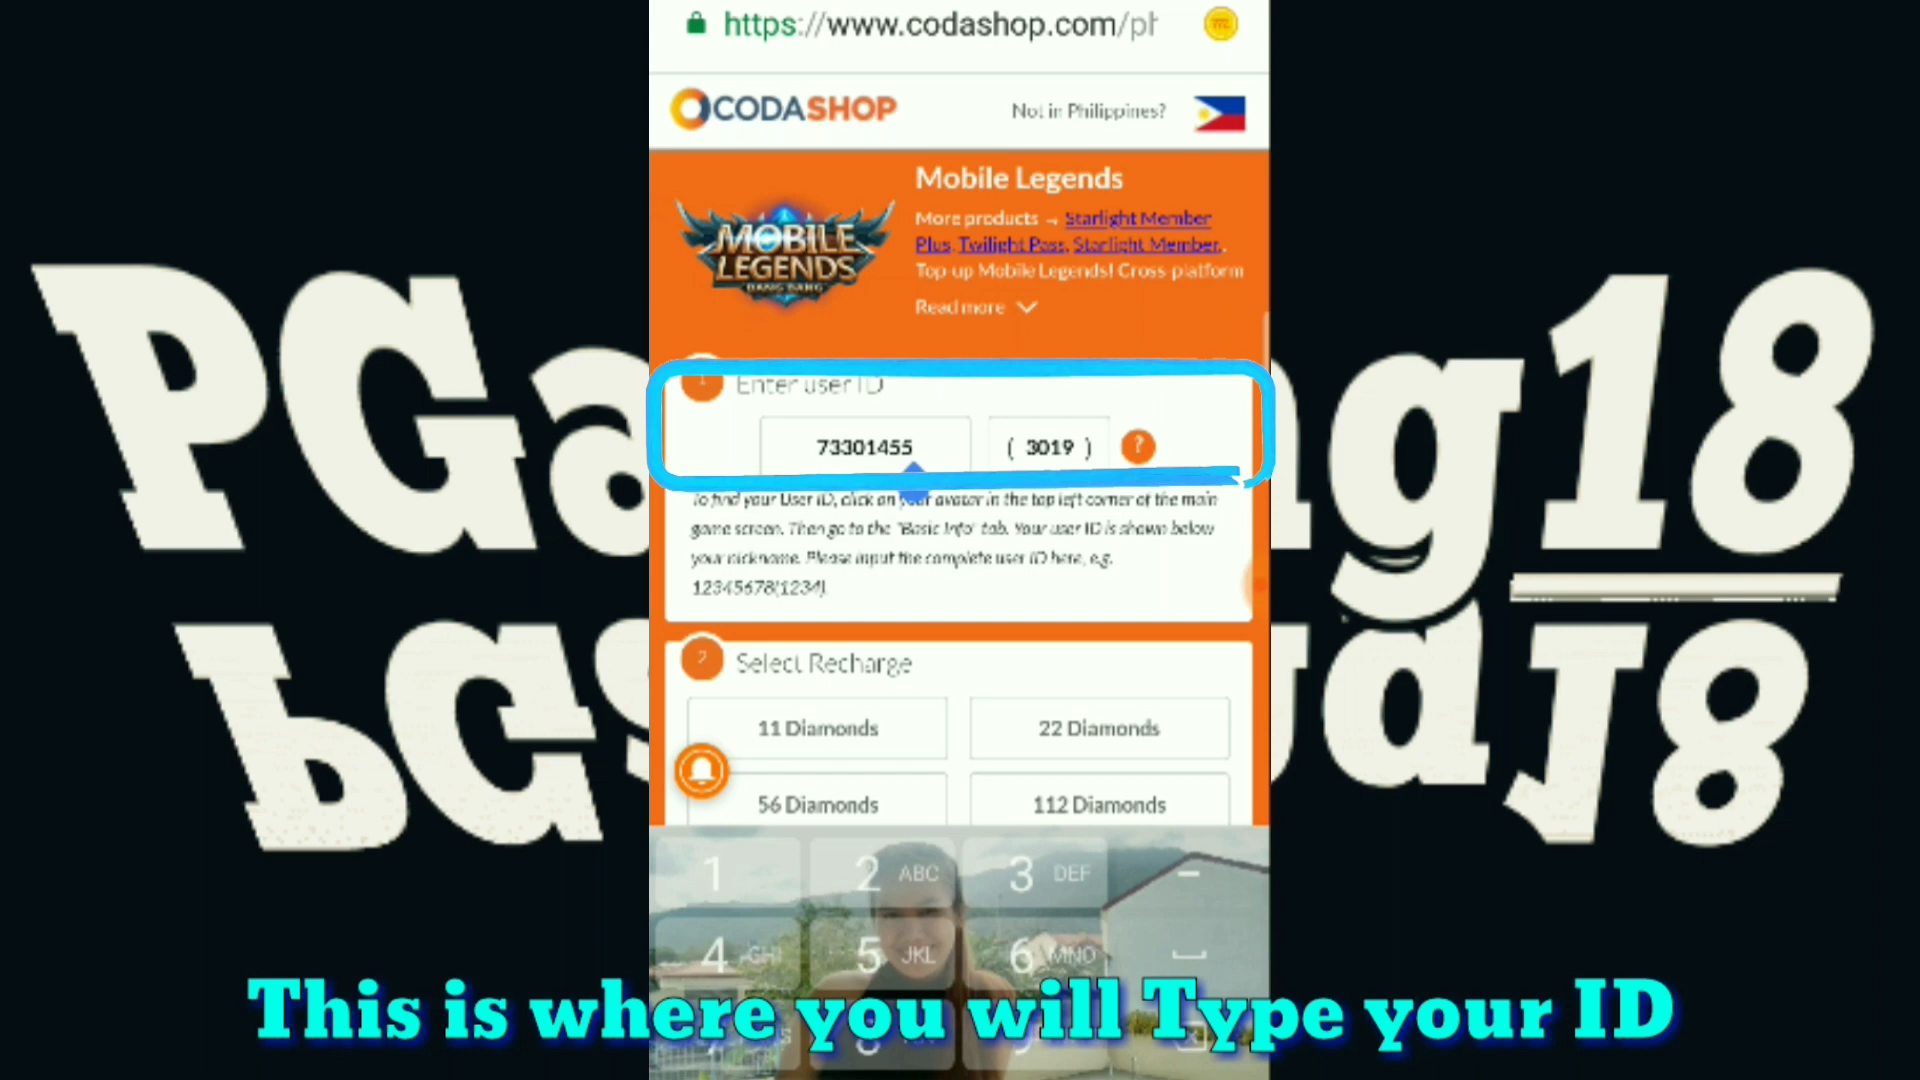 https://www.codashop.com/ph
CODASHOP
Not in Philippines?
Mobile Legends
More products → Starlight Member
Plus, Twilight Pass, Starlight Member,.
Top-up Mobile Legends! Cross-platform
Read more
MOBILE
LEGENDS
BANG BANG
1 Enter user ID
73301455 ( 3019 ) ?
To find your User ID, click on your avatar in the top left corner of the main
game screen. Then go to the "Basic Info" tab. Your user ID is shown below
your nickname. Please input the complete user ID here, e.g.
12345678(1234).
2 Select Recharge
11 Diamonds 22 Diamonds
56 Diamonds 112 Diamonds
1 2 ABC 3 DEF -
4 GHI 5 JKL 6 MNO
This is where you will Type your ID